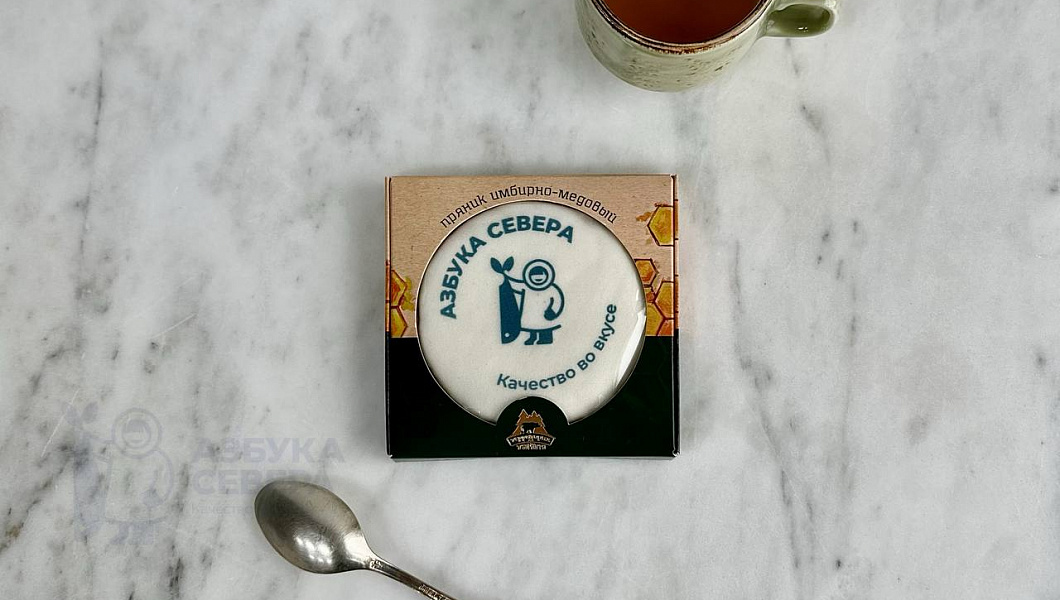 пряник имбирно-медовый
АЗБУКА СЕВЕРА
Качество во вкусе
АЗБУКА
СЕВЕРА